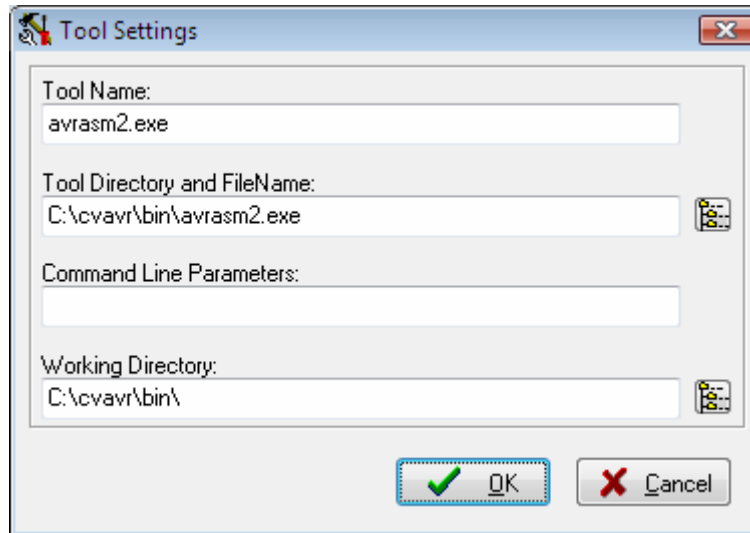 Tool Settings
Tool Name:
avrasm2.exe
Tool Directory and FileName:
C:\cvavr\bin\avrasm2.exe
Command Line Parameters:
Working Directory:
C:\cvavr\bin\
OK
Cancel